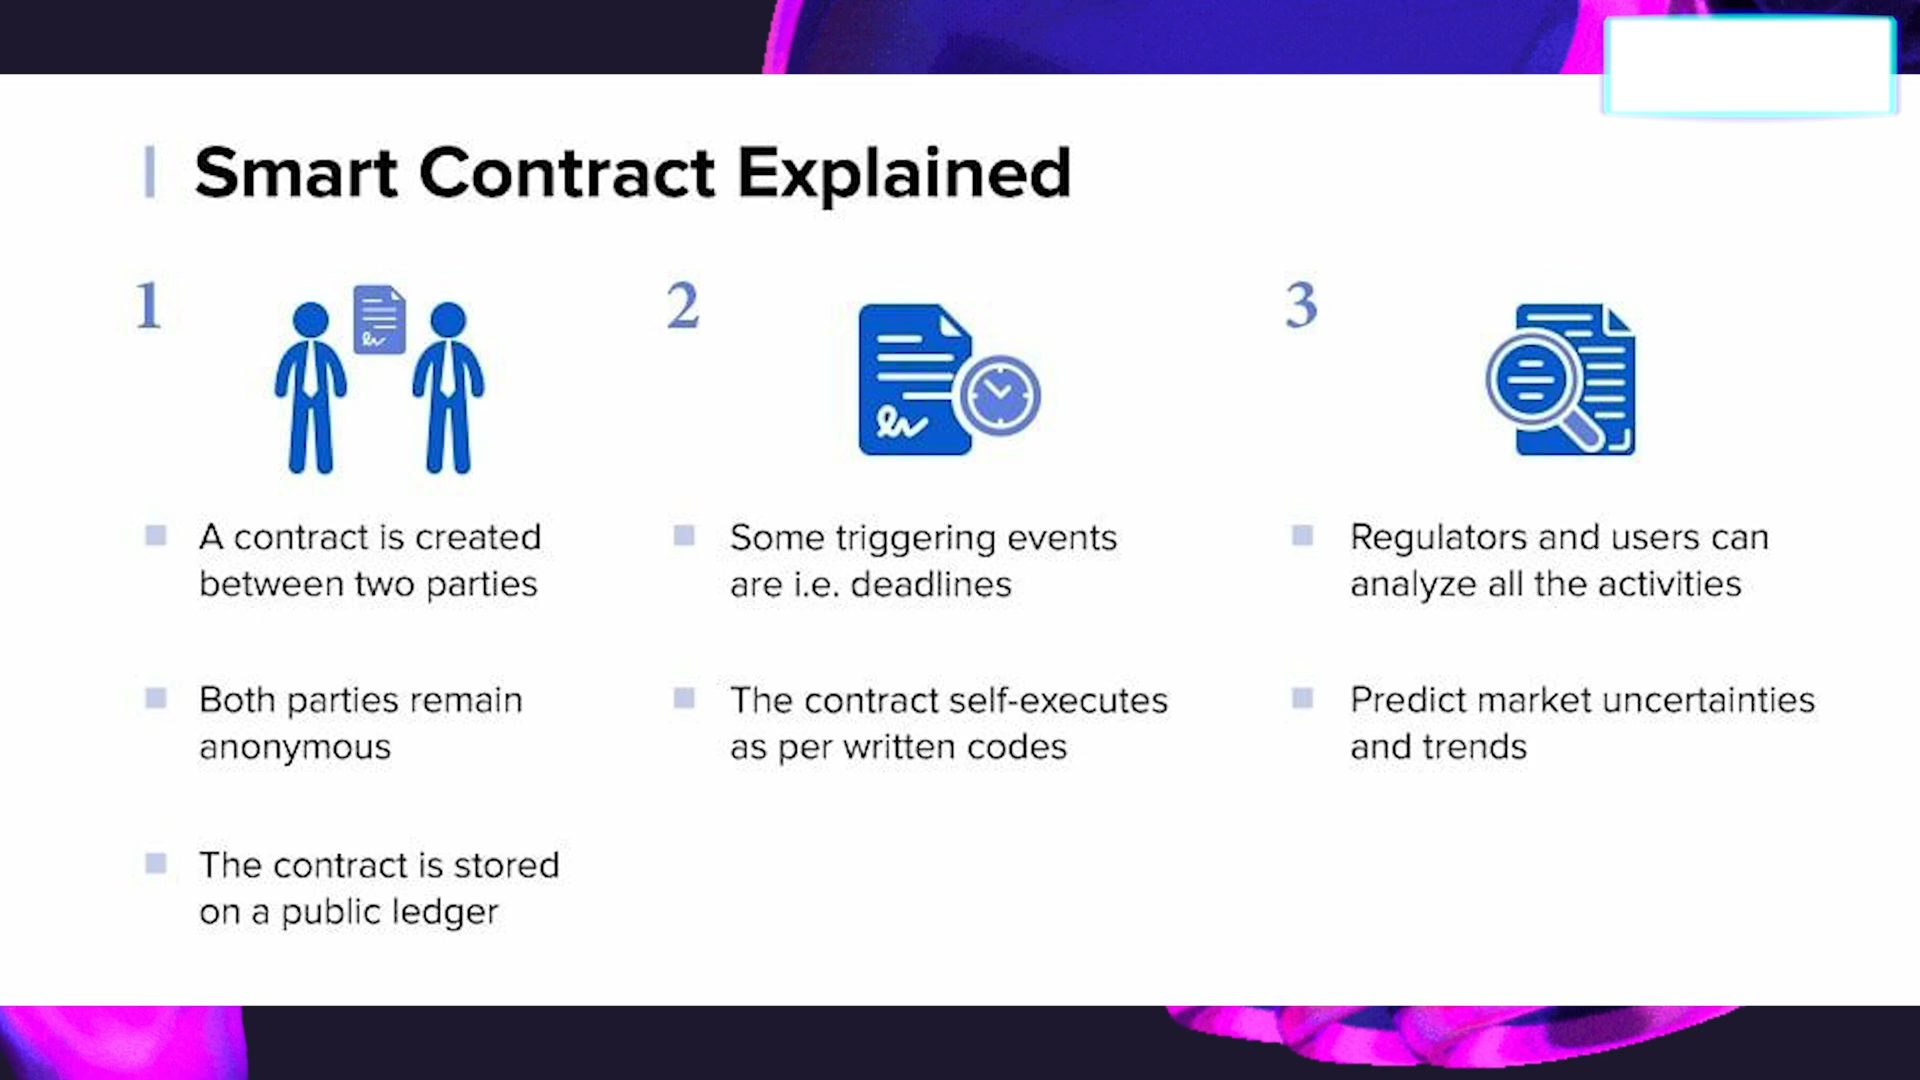 Smart Contract Explained
1
A contract is created
between two parties
Both parties remain
anonymous
The contract is stored
on a public ledger
2
Some triggering events
are i.e. deadlines
The contract self-executes
as per written codes
3
Regulators and users can
analyze all the activities
Predict market uncertainties
and trends